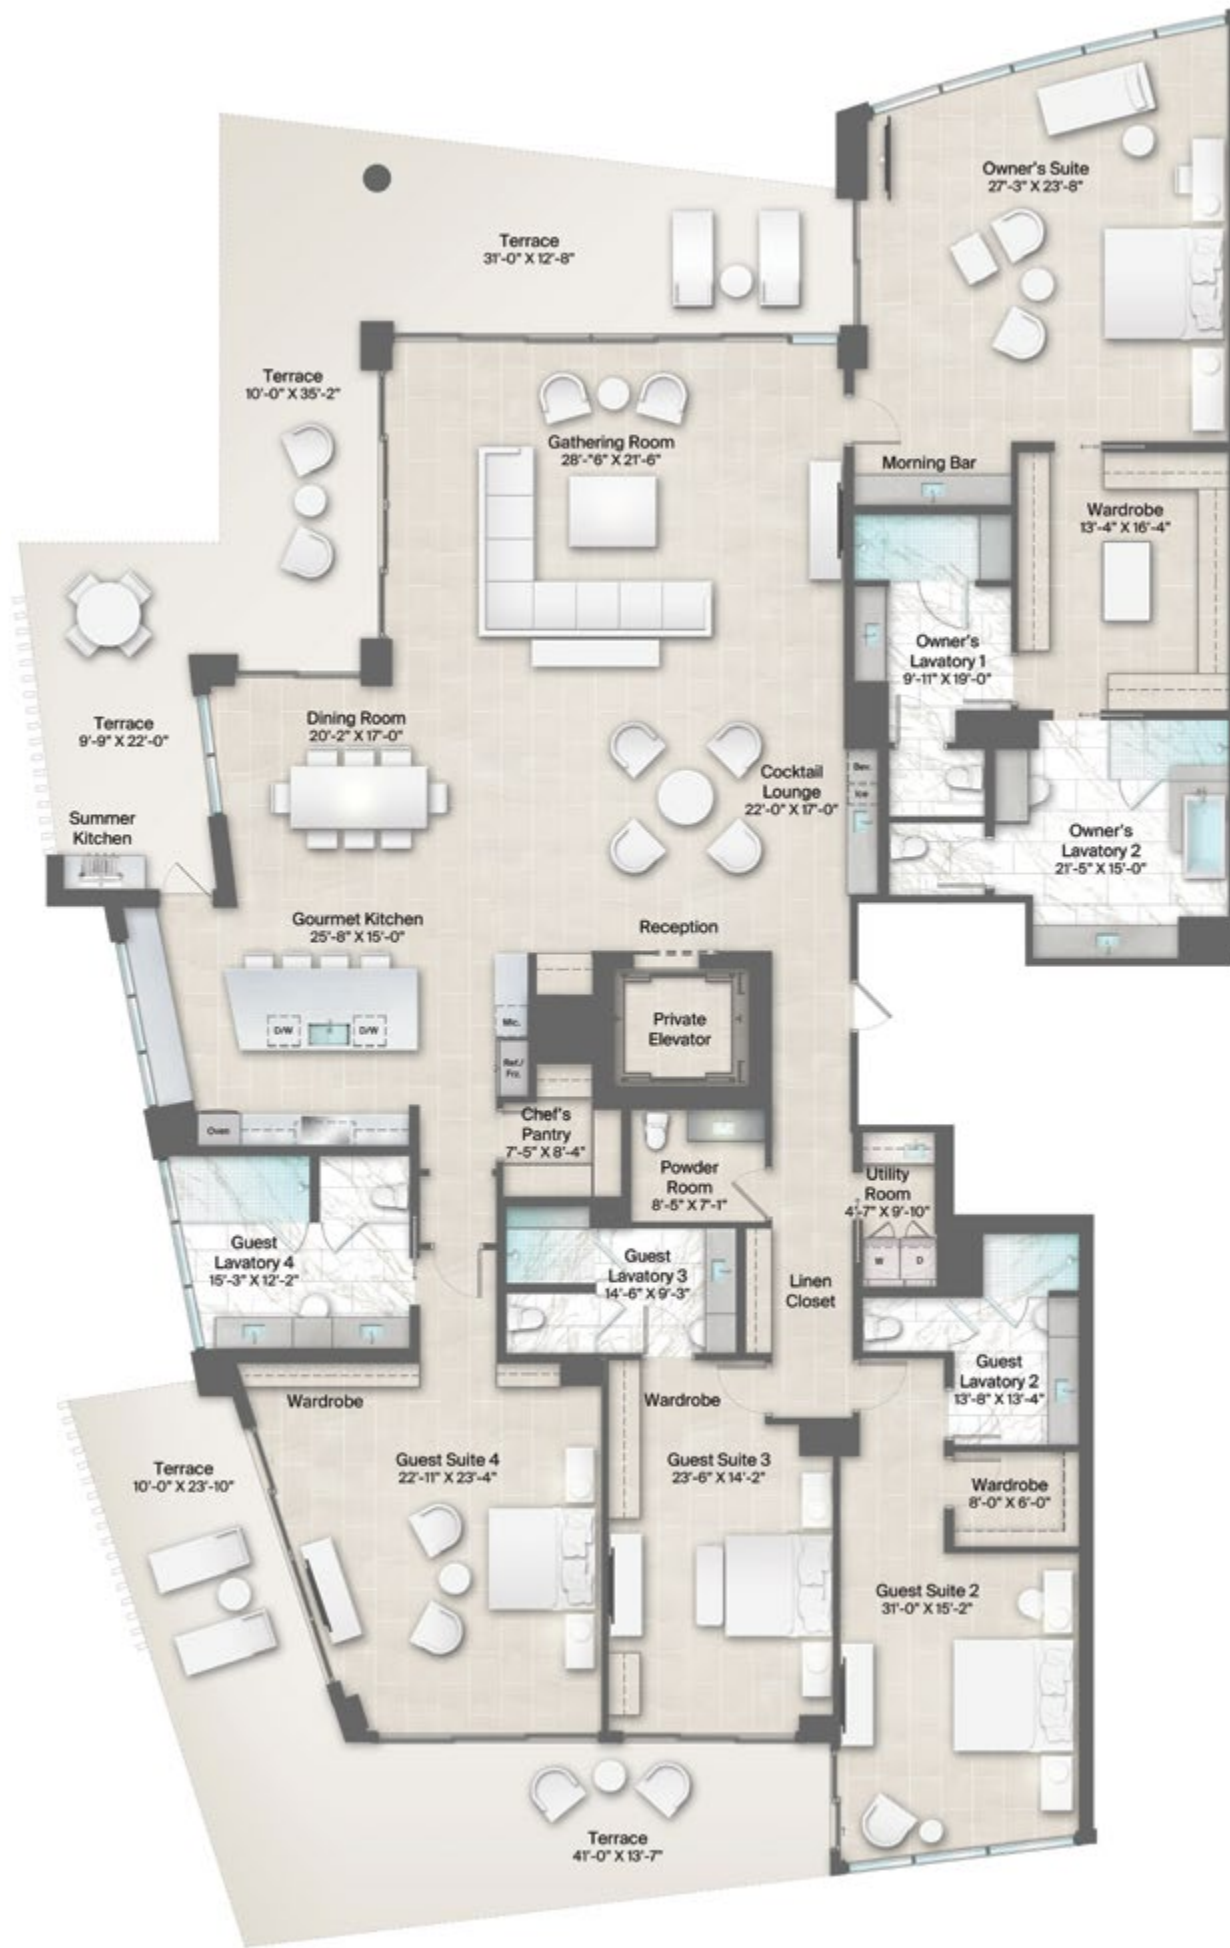 Owner's Suite
27'-3" X 23'-8"
Terrace
31'-0" X 12'-8"
Terrace
10'-0" X 35'-2"
Gathering Room
28'-"6" X 21'-6"
Morning Bar
Wardrobe
13'-4" X 16'-4"
Owner's
Lavatory 1
9'-11" X 19'-0"
Terrace
9'-9" X 22'-0"
Dining Room
20'-2" X 17'-0"
Cocktail
Lounge
22'-0" X 17'-0"
Bev.
Ice
Summer
Kitchen
Owner's
Lavatory 2
21'-5" X 15'-0"
Gourmet Kitchen
25'-8" X 15'-0"
Reception
D/W
D/W
Mic.
Ref./
Frz.
Private
Elevator
Oven
Chef's
Pantry
7'-5" X 8'-4"
Powder
Room
8'-5" X 7'-1"
Utility
Room
4'-7" X 9'-10"
W
D
Guest
Lavatory 4
15'-3" X 12'-2"
Guest
Lavatory 3
14'-6" X 9'-3"
Linen
Closet
Guest
Lavatory 2
13'-8" X 13'-4"
Wardrobe
Wardrobe
Terrace
10'-0" X 23'-10"
Guest Suite 4
22'-11" X 23'-4"
Guest Suite 3
23'-6" X 14'-2"
Wardrobe
8'-0" X 6'-0"
Guest Suite 2
31'-0" X 15'-2"
Terrace
41'-0" X 13'-7"